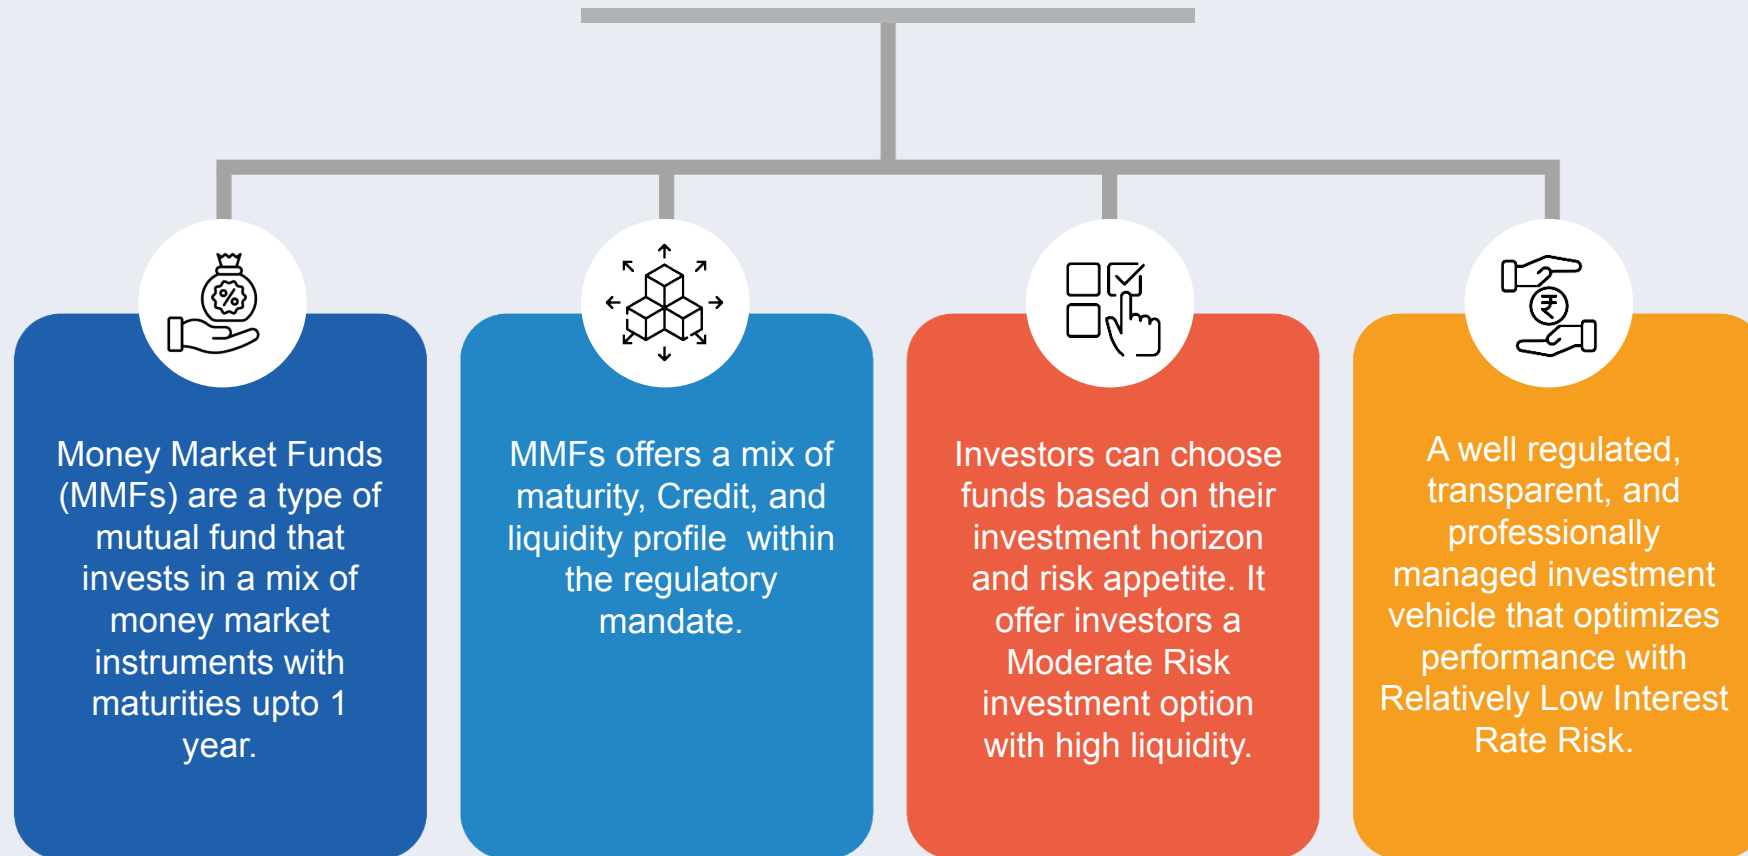 Money Market Funds
(MMFs) are a type of
mutual fund that
invests in a mix of
money market
instruments with
maturities upto 1
year.
MMFs offers a mix of
maturity, Credit, and
liquidity profile  within
the regulatory
mandate.
Investors can choose
funds based on their
investment horizon
and risk appetite. It
offer investors a
Moderate Risk
investment option
with high liquidity.
A well regulated,
transparent, and
professionally
managed investment
vehicle that optimizes
performance with
Relatively Low Interest
Rate Risk.